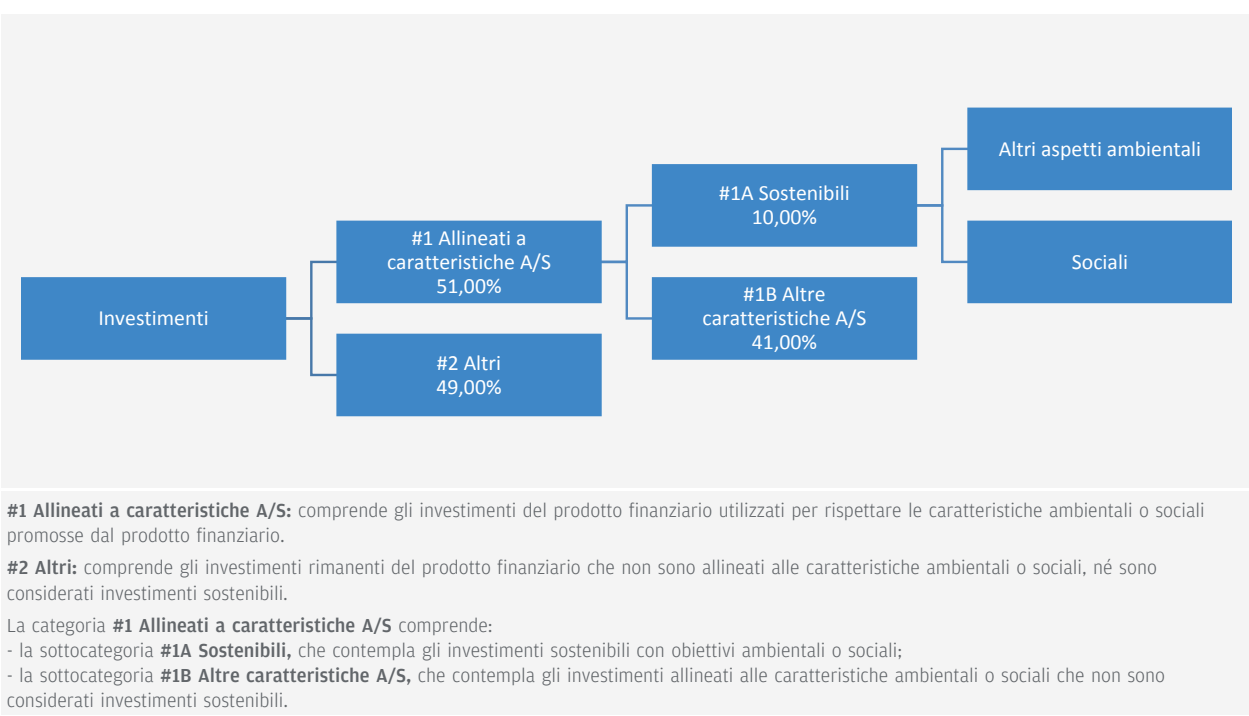 Investimenti
#1 Allineati a
caratteristiche A/S
51,00%
#2 Altri
49,00%
#1A Sostenibili
10,00%
#1B Altre
caratteristiche A/S
41,00%
Altri aspetti ambientali
Sociali
#1 Allineati a caratteristiche A/S: comprende gli investimenti del prodotto finanziario utilizzati per rispettare le caratteristiche ambientali o sociali
promosse dal prodotto finanziario.
#2 Altri: comprende gli investimenti rimanenti del prodotto finanziario che non sono allineati alle caratteristiche ambientali o sociali, né sono
considerati investimenti sostenibili.
La categoria #1 Allineati a caratteristiche A/S comprende:
- la sottocategoria #1A Sostenibili, che contempla gli investimenti sostenibili con obiettivi ambientali o sociali;
- la sottocategoria #1B Altre caratteristiche A/S, che contempla gli investimenti allineati alle caratteristiche ambientali o sociali che non sono
considerati investimenti sostenibili.